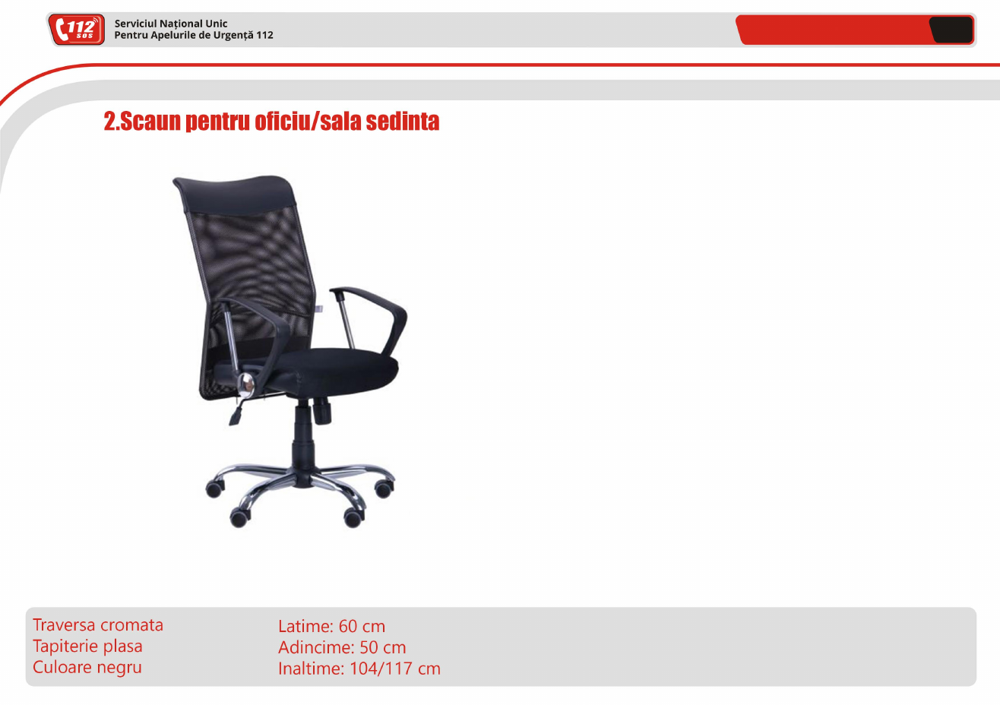 112
SOS
Serviciul Național Unic
Pentru Apelurile de Urgență 112
2.Scaun pentru oficiu/sala sedinta
Traversa cromata
Tapiterie plasa
Culoare negru
Latime: 60 cm
Adincime: 50 cm
Inaltime: 104/117 cm